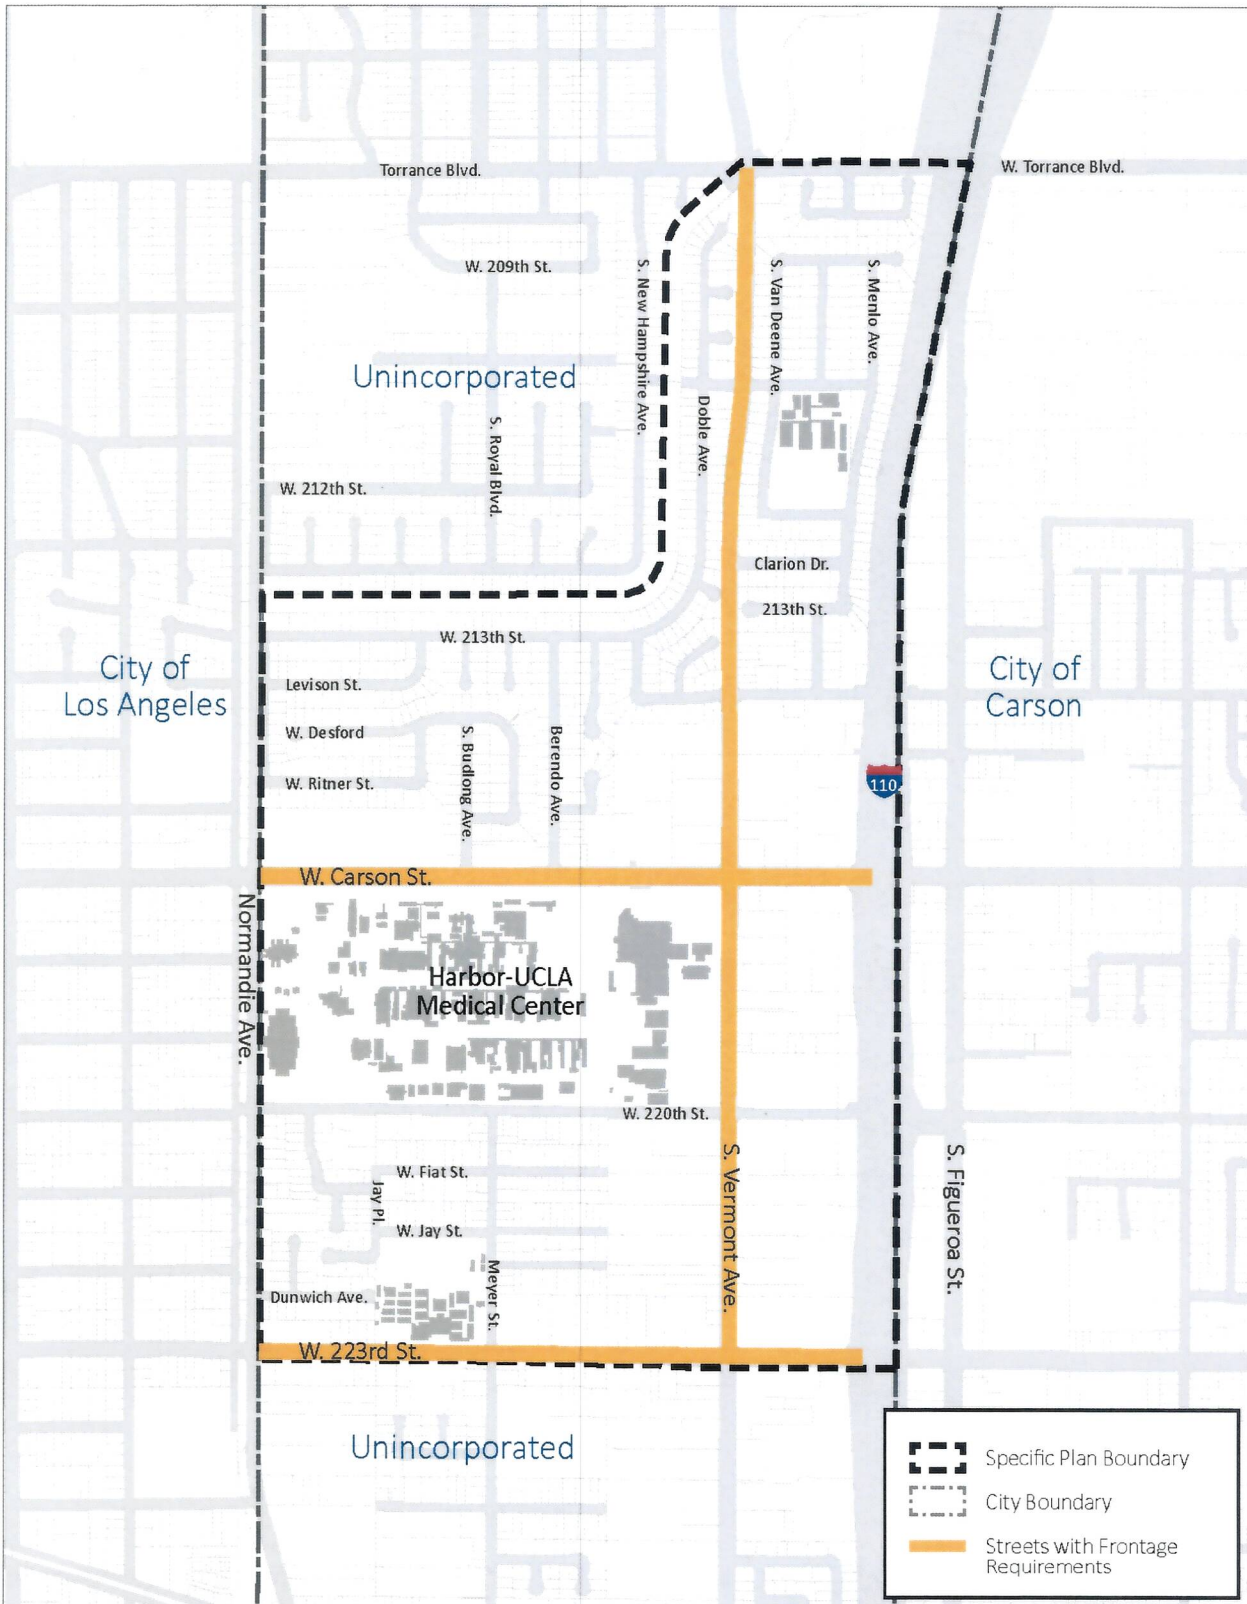 Torrance Blvd.
W. Torrance Blvd.
W. 209th St.
S. New Hampshire Ave.
S. Van Deene Ave.
S. Menlo Ave.
Unincorporated
Doble Ave.
S. Royal Blvd.
W. 212th St.
Clarion Dr.
213th St.
W. 213th St.
City of
Los Angeles
City of
Carson
Levison St.
W. Desford
S. Budlong Ave.
Berendo Ave.
W. Ritner St.
110
W. Carson St.
Normandie Ave.
Harbor-UCLA
Medical Center
W. 220th St.
S. Vermont Ave.
S. Figueroa St.
W. Fiat St.
Jay Pl.
W. Jay St.
Meyer St.
Dunwich Ave.
W. 223rd St.
Unincorporated
Specific Plan Boundary
City Boundary
Streets with Frontage
Requirements